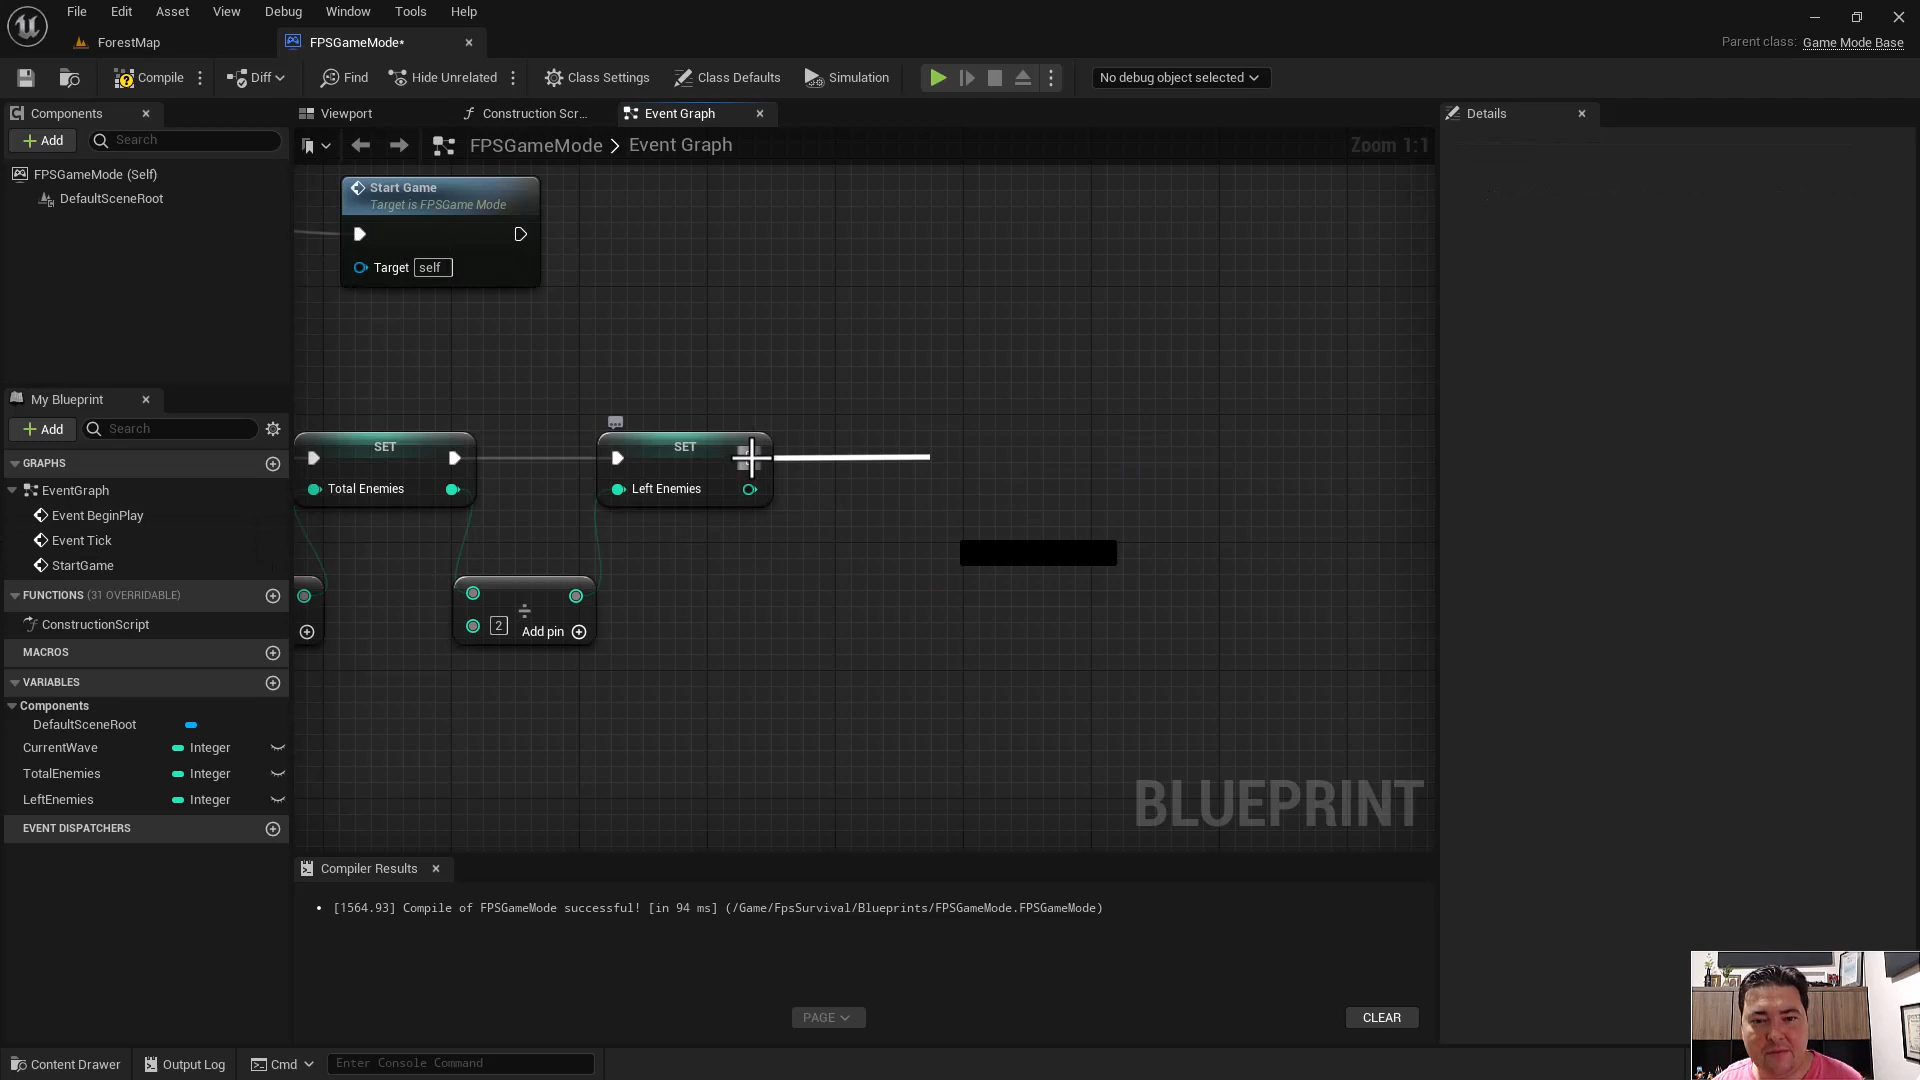 File Edit Asset View Debug Window Tools Help
ForestMap
FPSGameMode*
Parent class: Game Mode Base
Compile
Diff
Find
Hide Unrelated
Class Settings
Class Defaults
Simulation
No debug object selected
Components
Viewport
Construction Scr...
Event Graph
Details
Add
Search
FPSGameMode > Event Graph
Zoom 1:1
FPSGameMode (Self)
DefaultSceneRoot
Start Game
Target is FPSGame Mode
Target self
My Blueprint
Add
Search
GRAPHS
EventGraph
Event BeginPlay
Event Tick
StartGame
FUNCTIONS (31 OVERRIDABLE)
ConstructionScript
MACROS
VARIABLES
Components
DefaultSceneRoot
CurrentWave Integer
TotalEnemies Integer
LeftEnemies Integer
EVENT DISPATCHERS
SET
Total Enemies
SET
Left Enemies
÷
2
Add pin
BLUEPRINT
Compiler Results
• [1564.93] Compile of FPSGameMode successful! [in 94 ms] (/Game/FpsSurvival/Blueprints/FPSGameMode.FPSGameMode)
PAGE
CLEAR
Content Drawer
Output Log
Cmd
Enter Console Command